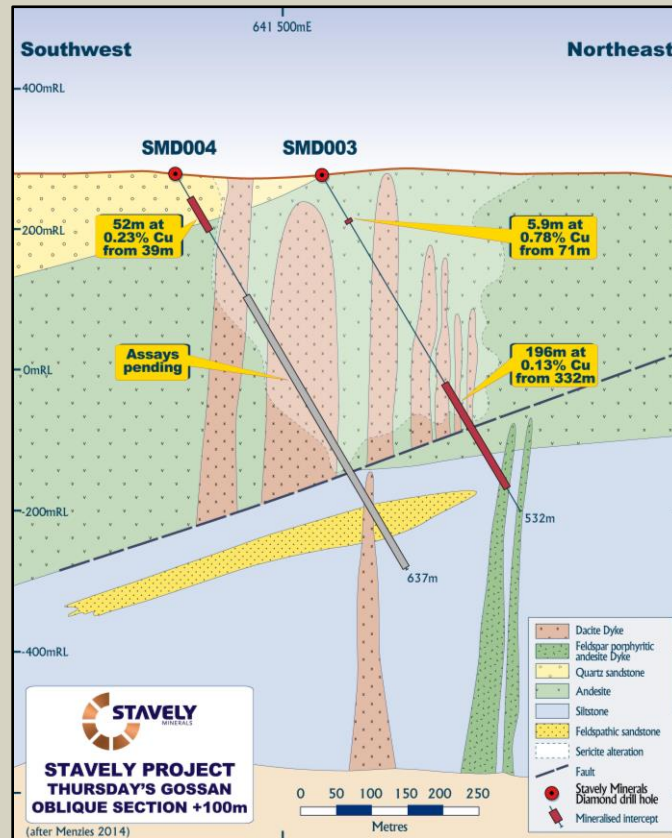 641 500mE
Southwest
Northeast
400mRL
SMD004
SMD003
52m at
0.23% Cu
from 39m
200mRL
5.9m at
0.78% Cu
from 71m
Assays
pending
0mRL
196m at
0.13% Cu
from 332m
-200mRL
532m
637m
-400mRL
Dacite Dyke
Feldspar porphyritic
andesite Dyke
Quartz sandstone
Andesite
Siltstone
Feldspathic sandstone
Sericite alteration
Fault
Stavely Minerals
Diamond drill hole
Mineralised intercept
STAVELY
MINERALS
STAVELY PROJECT
THURSDAY'S GOSSAN
OBLIQUE SECTION +100m
(after Menzies 2014)
0 50 100 150 200 250
Metres